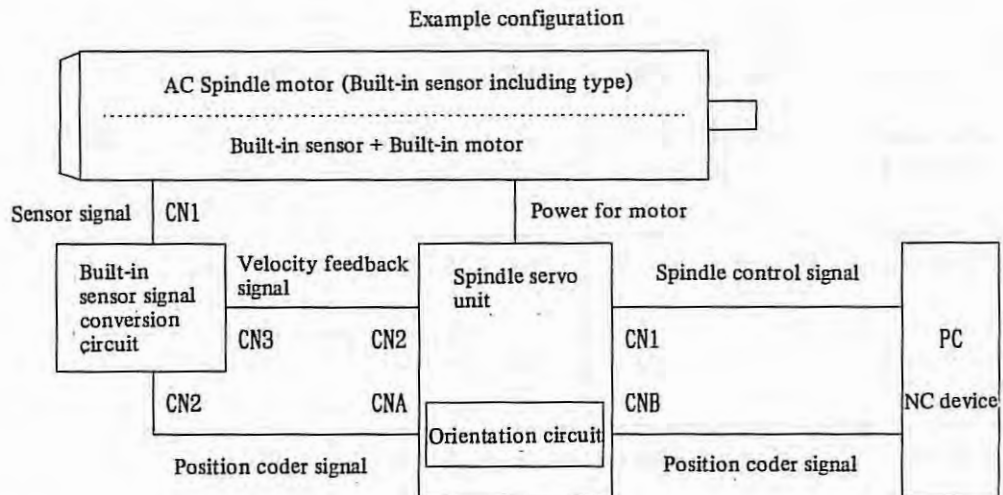 Example configuration
AC Spindle motor (Built-in sensor including type)
Built-in sensor + Built-in motor
Sensor signal
CN1
Power for motor
Built-in
sensor signal
conversion
circuit
Velocity feedback
signal
Spindle servo
unit
Spindle control signal
CN3
CN2
CN1
PC
CN2
CNA
CNB
NC device
Orientation circuit
Position coder signal
Position coder signal